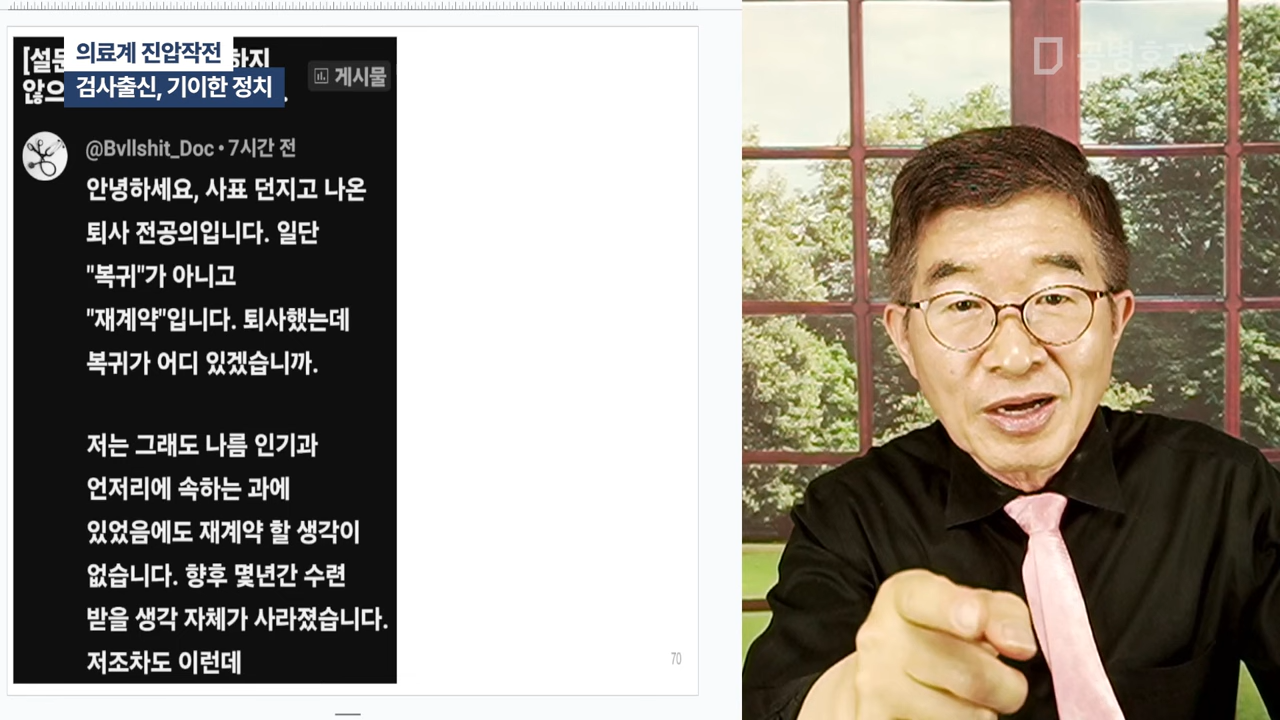 의료계 진압작전
검사출신, 기이한 정치
[설문
하지
않으
게시물
@Bvllshit_Doc • 7시간 전
안녕하세요, 사표 던지고 나온
퇴사 전공의입니다. 일단
"복귀"가 아니고
"재계약"입니다. 퇴사했는데
복귀가 어디 있겠습니까.
저는 그래도 나름 인기과
언저리에 속하는 과에
있었음에도 재계약 할 생각이
없습니다. 향후 몇년간 수련
받을 생각 자체가 사라졌습니다.
저조차도 이런데
70